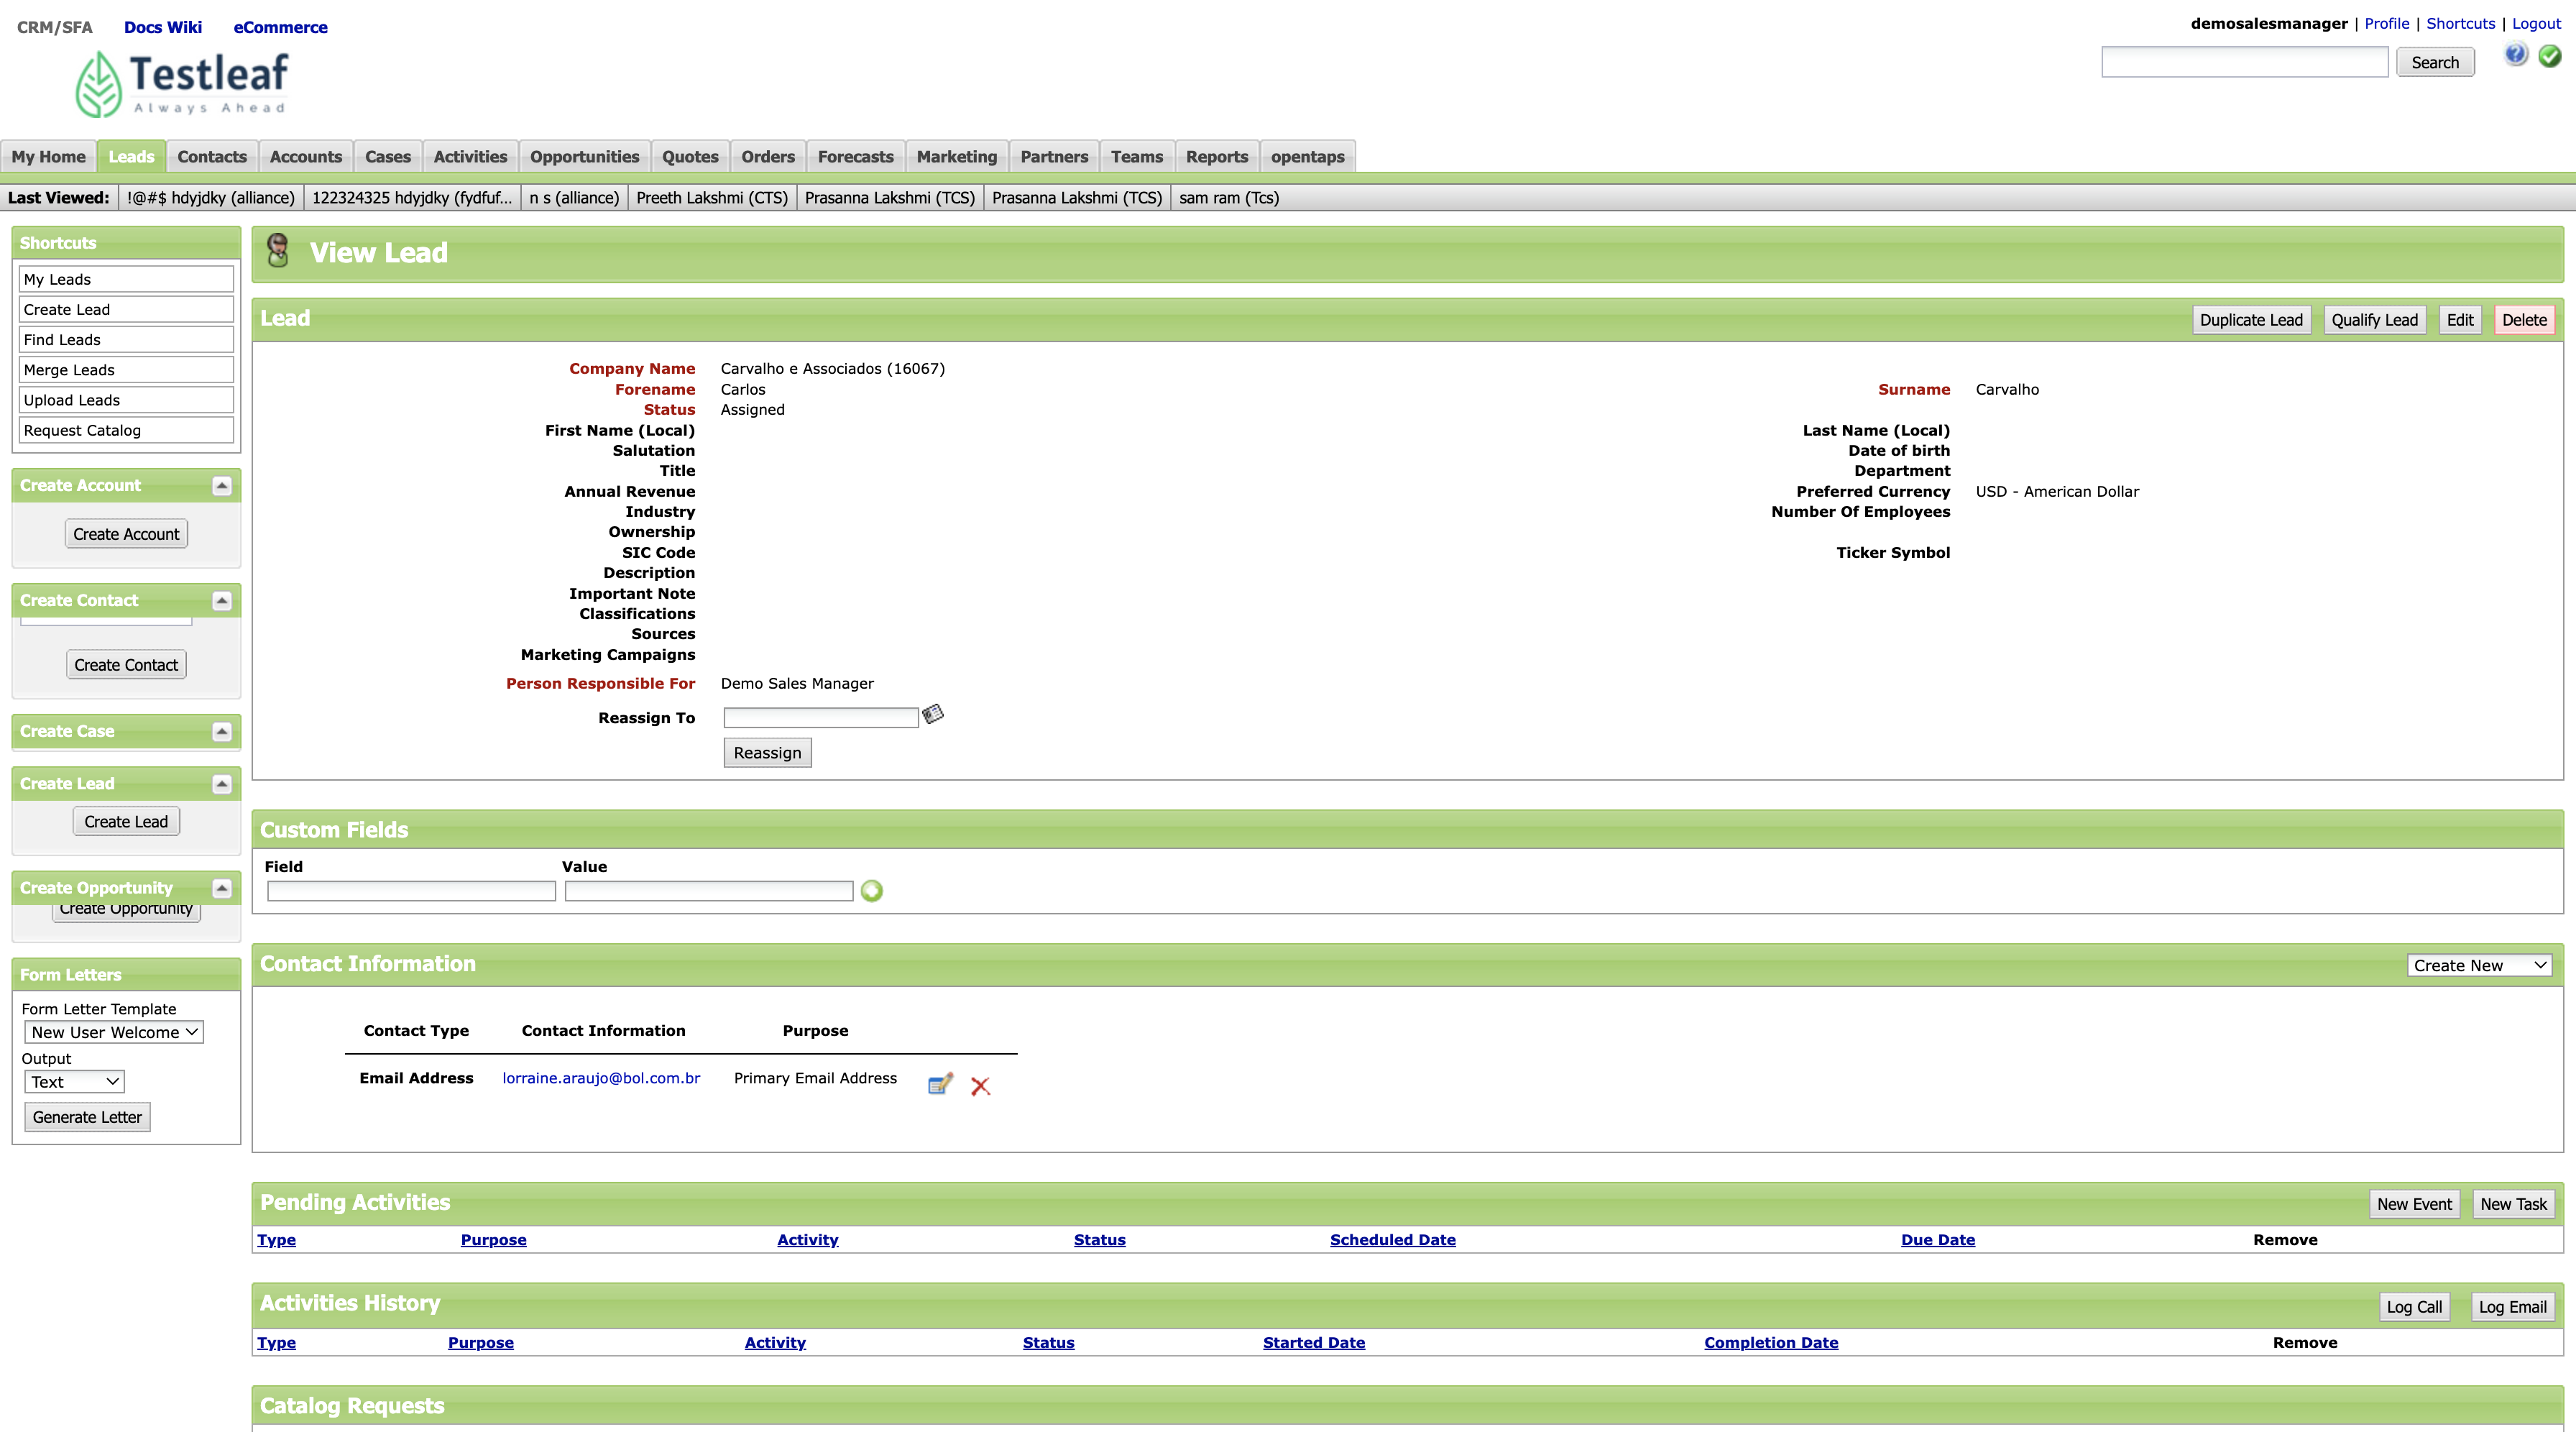 CRM/SFA Docs Wiki eCommerce
demosalesmanager | Profile | Shortcuts | Logout
Testleaf
Always Ahead
Search
My Home Leads Contacts Accounts Cases Activities Opportunities Quotes Orders Forecasts Marketing Partners Teams Reports opentaps
Last Viewed: !@#$ hdyjdky (alliance) 122324325 hdyjdky (fydfuf... n s (alliance) Preeth Lakshmi (CTS) Prasanna Lakshmi (TCS) Prasanna Lakshmi (TCS) sam ram (Tcs)
Shortcuts
My Leads
Create Lead
Find Leads
Merge Leads
Upload Leads
Request Catalog
Create Account
Create Account
Create Contact
Create Contact
Create Case
Create Lead
Create Lead
Create Opportunity
Create Opportunity
Form Letters
Form Letter Template
New User Welcome
Output
Text
Generate Letter
View Lead
Lead Duplicate Lead Qualify Lead Edit Delete
Company Name Carvalho e Associados (16067)
Forename Carlos Surname Carvalho
Status Assigned
First Name (Local) Last Name (Local)
Salutation Date of birth
Title Department
Annual Revenue Preferred Currency USD - American Dollar
Industry Number Of Employees
Ownership
SIC Code Ticker Symbol
Description
Important Note
Classifications
Sources
Marketing Campaigns
Person Responsible For Demo Sales Manager
Reassign To
Reassign
Custom Fields
Field Value
Contact Information Create New
Contact Type Contact Information Purpose
Email Address lorraine.araujo@bol.com.br Primary Email Address
Pending Activities New Event New Task
Type Purpose Activity Status Scheduled Date Due Date Remove
Activities History Log Call Log Email
Type Purpose Activity Status Started Date Completion Date Remove
Catalog Requests